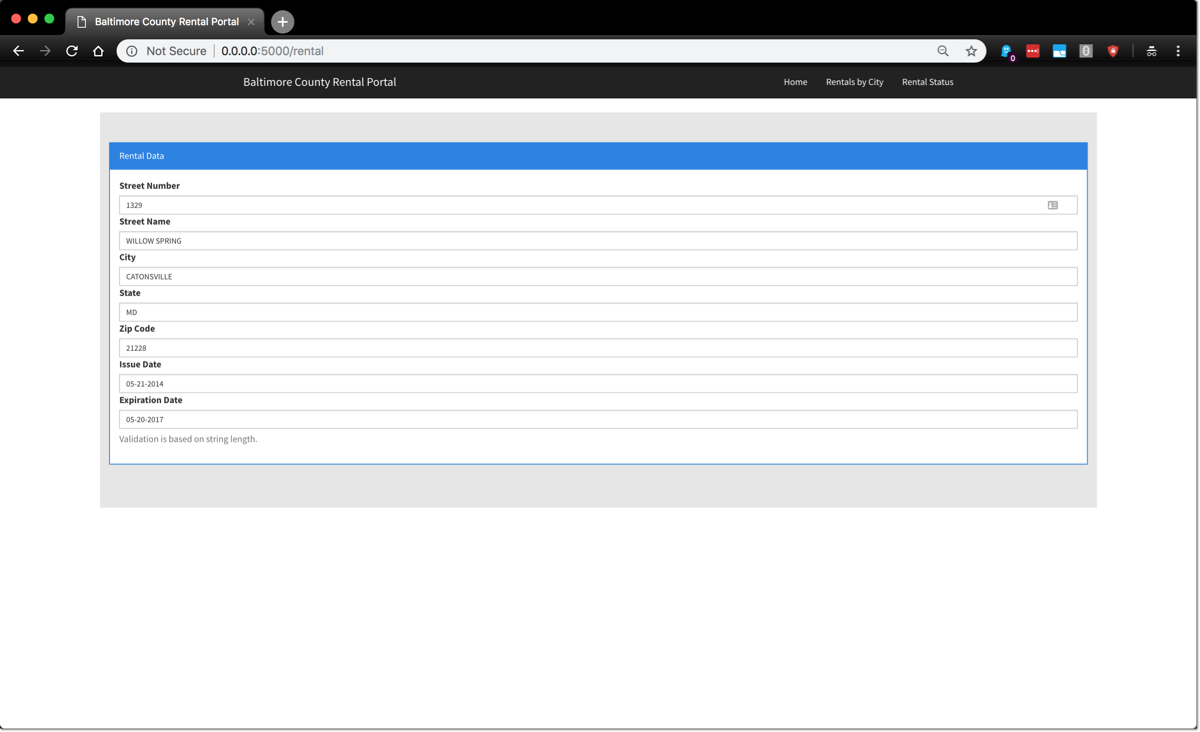 Baltimore County Rental Portal
Not Secure | 0.0.0.0:5000/rental
0
Baltimore County Rental Portal
Home Rentals by City Rental Status
Rental Data
Street Number
1329
Street Name
WILLOW SPRING
City
CATONSVILLE
State
MD
Zip Code
21228
Issue Date
05-21-2014
Expiration Date
05-20-2017
Validation is based on string length.